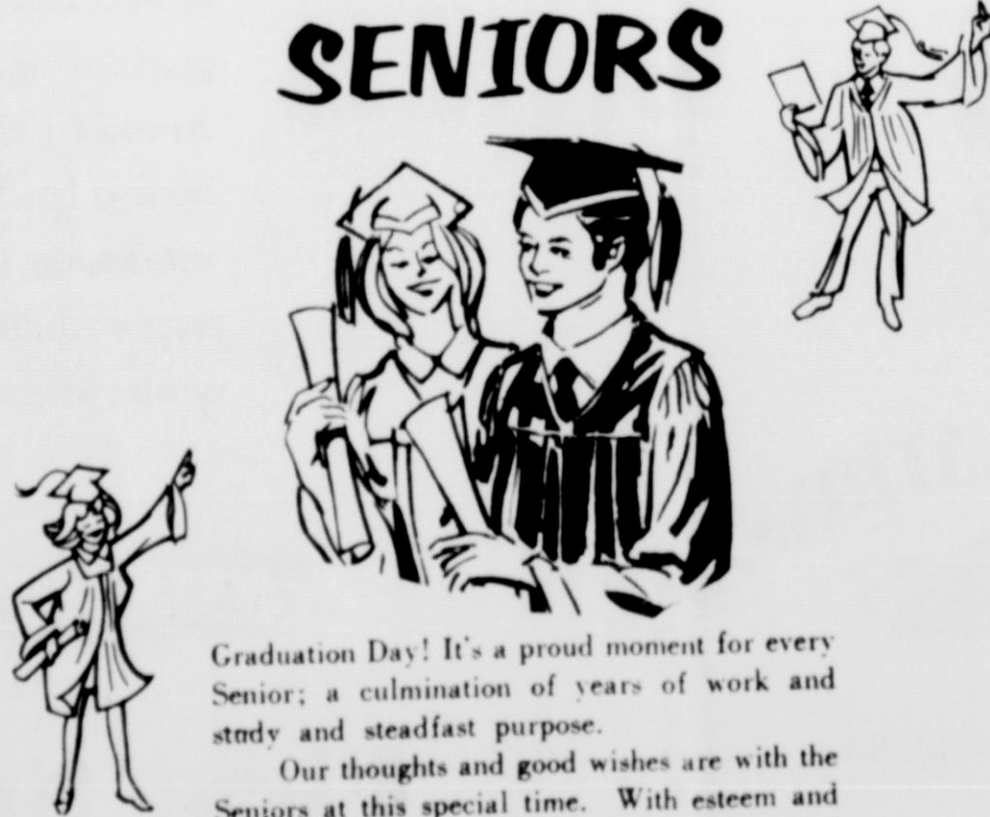 SENIORS
Graduation Day! It's a proud moment for every
Senior; a culmination of years of work and
study and steadfast purpose.
Our thoughts and good wishes are with the
Seniors at this special time. With esteem and